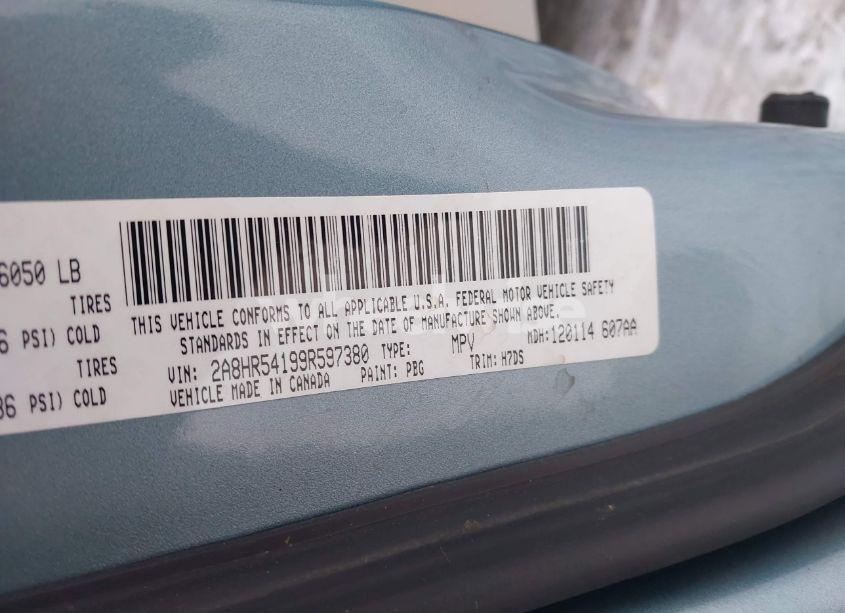 6050 LB
TIRES
6 PSI) COLD
TIRES
36 PSI) COLD
THIS VEHICLE CONFORMS TO ALL APPLICABLE U.S.A. FEDERAL MOTOR VEHICLE SAFETY
STANDARDS IN EFFECT ON THE DATE OF MANUFACTURE SHOWN ABOVE.
VIN: 2A8HR54199R597380 TYPE: MPV MDH:120114 607AA
VEHICLE MADE IN CANADA PAINT: PBG TRIM: H7DS